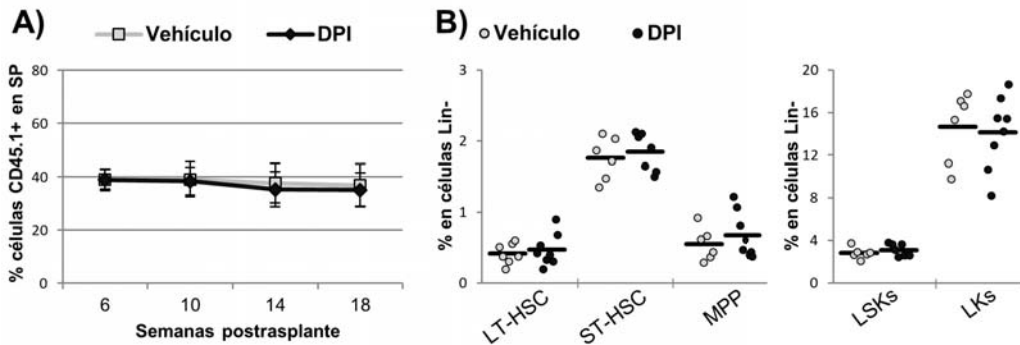 A)
Vehículo DPI
% células CD45.1+ en SP
80
60
40
20
0
6 10 14 18
Semanas postrasplante
B)
Vehículo DPI
% en células Lin-
3
2
1
0
LT-HSC ST-HSC MPP
% en células Lin-
20
16
12
8
4
0
LSKs LKs